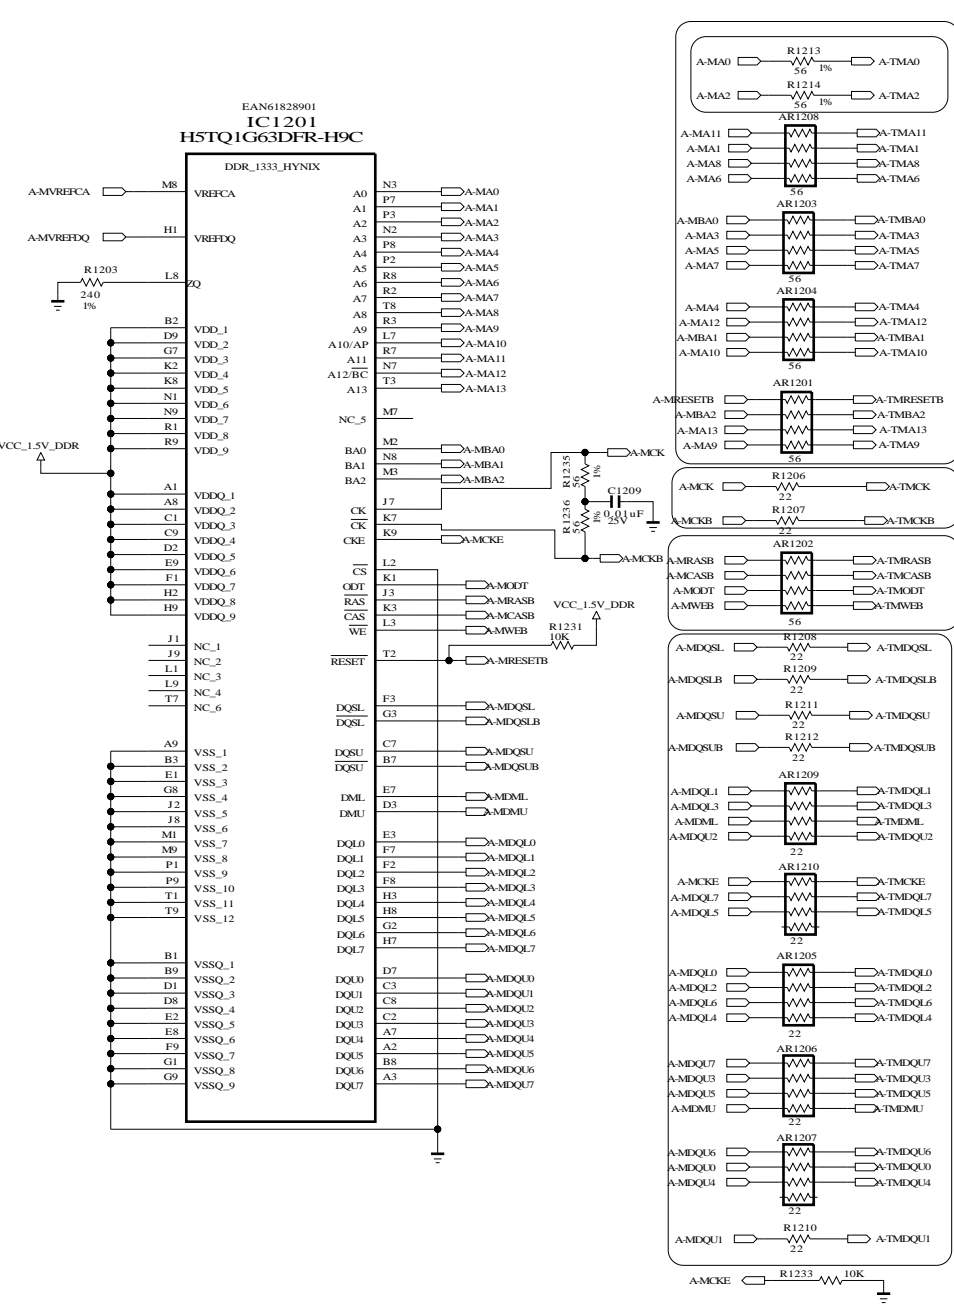 EAN61828901
IC1201
H5TQ1G63DFR-H9C
DDR_1333_HYNIX
A-MVREFCA M8 VREFCA
A-MVREFDQ H1 VREFDQ
R1203 L8 ZQ
240
1%
B2 VDD_1
D9 VDD_2
G7 VDD_3
K2 VDD_4
K8 VDD_5
N1 VDD_6
N9 VDD_7
R1 VDD_8
R9 VDD_9
VCC_1.5V_DDR
A1 VDDQ_1
A8 VDDQ_2
C1 VDDQ_3
C9 VDDQ_4
D2 VDDQ_5
E9 VDDQ_6
F1 VDDQ_7
H2 VDDQ_8
H9 VDDQ_9
J1 NC_1
J9 NC_2
L1 NC_3
L9 NC_4
T7 NC_6
A9 VSS_1
B3 VSS_2
E1 VSS_3
G8 VSS_4
J2 VSS_5
J8 VSS_6
M1 VSS_7
M9 VSS_8
P1 VSS_9
P9 VSS_10
T1 VSS_11
T9 VSS_12
B1 VSSQ_1
B9 VSSQ_2
D1 VSSQ_3
D8 VSSQ_4
E2 VSSQ_5
E8 VSSQ_6
F9 VSSQ_7
G1 VSSQ_8
G9 VSSQ_9
A0 N3 A-MA0
A1 P7 A-MA1
A2 P3 A-MA2
A3 N2 A-MA3
A4 P8 A-MA4
A5 P2 A-MA5
A6 R8 A-MA6
A7 R2 A-MA7
A8 T8 A-MA8
A9 R3 A-MA9
A10/AP L7 A-MA10
A11 R7 A-MA11
A12/BC N7 A-MA12
A13 T3 A-MA13
NC_5 M7
BA0 M2 A-MBA0
BA1 N8 A-MBA1
BA2 M3 A-MBA2
CK J7 A-MCK
CK K7 A-MCKB
CKE K9 A-MCKE
R1235
56
1%
R1236
56
1%
C1209
0.01uF
25V
CS L2
ODT K1 A-MODT
RAS J3 A-MRASB
CAS K3 A-MCASB
WE L3 A-MWEB
VCC_1.5V_DDR
R1231
10K
RESET T2 A-MRESETB
DQSL F3 A-MDQSL
DQSL G3 A-MDQSLB
DQSU C7 A-MDQSU
DQSU B7 A-MDQSUB
DML E7 A-MDML
DMU D3 A-MDMU
DQL0 E3 A-MDQL0
DQL1 F7 A-MDQL1
DQL2 F2 A-MDQL2
DQL3 F8 A-MDQL3
DQL4 H3 A-MDQL4
DQL5 H8 A-MDQL5
DQL6 G2 A-MDQL6
DQL7 H7 A-MDQL7
DQU0 D7 A-MDQU0
DQU1 C3 A-MDQU1
DQU2 C8 A-MDQU2
DQU3 C2 A-MDQU3
DQU4 A7 A-MDQU4
DQU5 A2 A-MDQU5
DQU6 B8 A-MDQU6
DQU7 A3 A-MDQU7
R1213
A-MA0 A-TMA0
56 1%
R1214
A-MA2 A-TMA2
56 1%
AR1208
A-MA11 A-TMA11
A-MA1 A-TMA1
A-MA8 A-TMA8
A-MA6 A-TMA6
56
AR1203
A-MBA0 A-TMBA0
A-MA3 A-TMA3
A-MA5 A-TMA5
A-MA7 A-TMA7
56
AR1204
A-MA4 A-TMA4
A-MA12 A-TMA12
A-MBA1 A-TMBA1
A-MA10 A-TMA10
56
AR1201
A-MRESETB A-TMRESETB
A-MBA2 A-TMBA2
A-MA13 A-TMA13
A-MA9 A-TMA9
56
R1206
A-MCK A-TMCK
22
R1207
A-MCKB A-TMCKB
22
AR1202
A-MRASB A-TMRASB
A-MCASB A-TMCASB
A-MODT A-TMODT
A-MWEB A-TMWEB
56
R1208
A-MDQSL A-TMDQSL
22
R1209
A-MDQSLB A-TMDQSLB
22
R1211
A-MDQSU A-TMDQSU
22
R1212
A-MDQSUB A-TMDQSUB
22
AR1209
A-MDQL1 A-TMDQL1
A-MDQL3 A-TMDQL3
A-MDML A-TMDML
A-MDQU2 A-TMDQU2
22
AR1210
A-MCKE A-TMCKE
A-MDQL7 A-TMDQL7
A-MDQL5 A-TMDQL5
22
AR1205
A-MDQL0 A-TMDQL0
A-MDQL2 A-TMDQL2
A-MDQL6 A-TMDQL6
A-MDQL4 A-TMDQL4
22
AR1206
A-MDQU7 A-TMDQU7
A-MDQU3 A-TMDQU3
A-MDQU5 A-TMDQU5
A-MDMU A-TMDMU
22
AR1207
A-MDQU6 A-TMDQU6
A-MDQU0 A-TMDQU0
A-MDQU4 A-TMDQU4
22
R1210
A-MDQU1 A-TMDQU1
22
A-MCKE R1233 10K